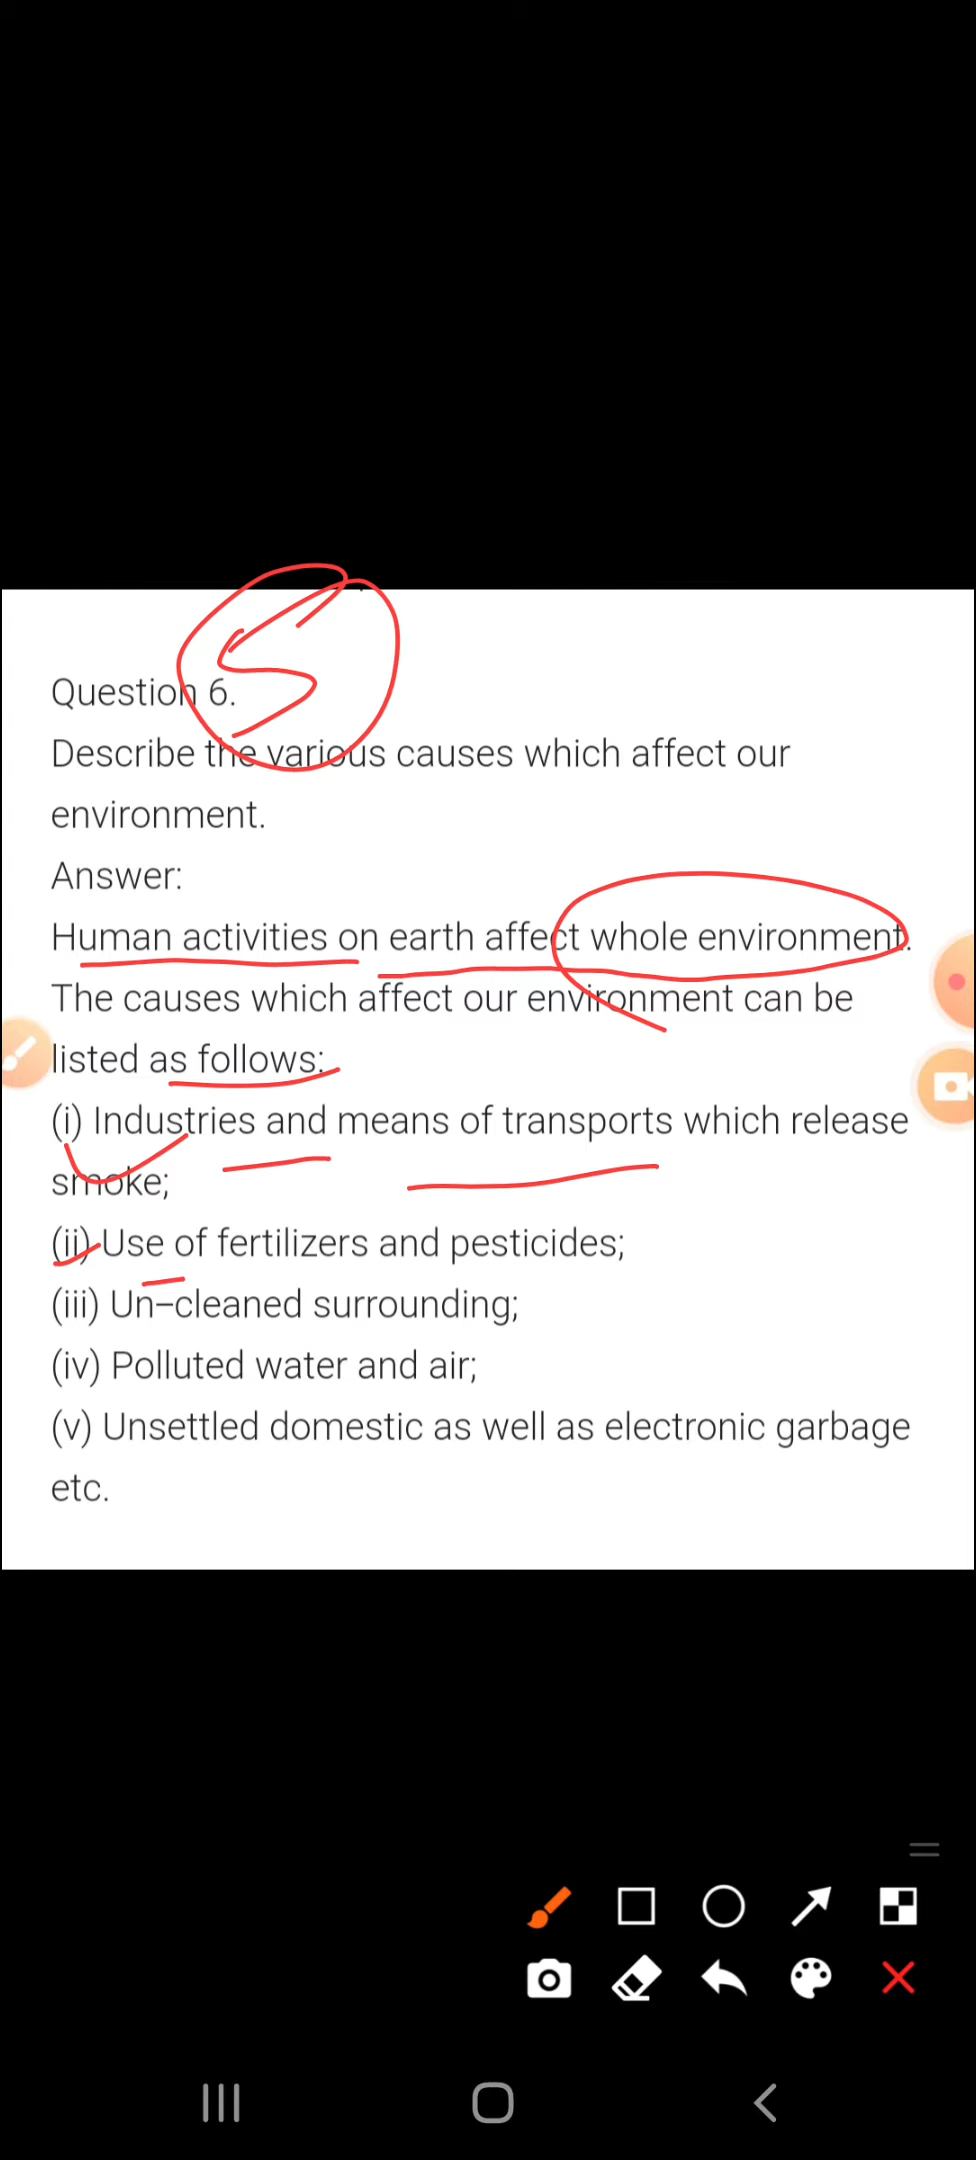 5
Question 6.
Describe the various causes which affect our
environment.
Answer:
Human activities on earth affect whole environment.
The causes which affect our environment can be
listed as follows:
(i) Industries and means of transports which release
smoke;
(ii) Use of fertilizers and pesticides;
(iii) Un-cleaned surrounding;
(iv) Polluted water and air;
(v) Unsettled domestic as well as electronic garbage
etc.